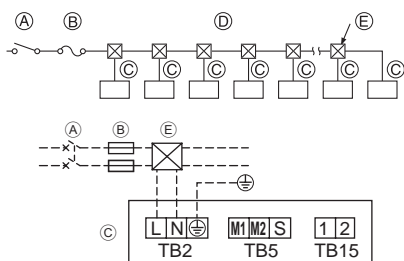 Ⓐ Ⓑ Ⓓ Ⓔ
Ⓒ Ⓒ Ⓒ Ⓒ Ⓒ Ⓒ Ⓒ
Ⓐ Ⓑ Ⓔ
Ⓒ
L N M1 M2 S 1 2
TB2 TB5 TB15